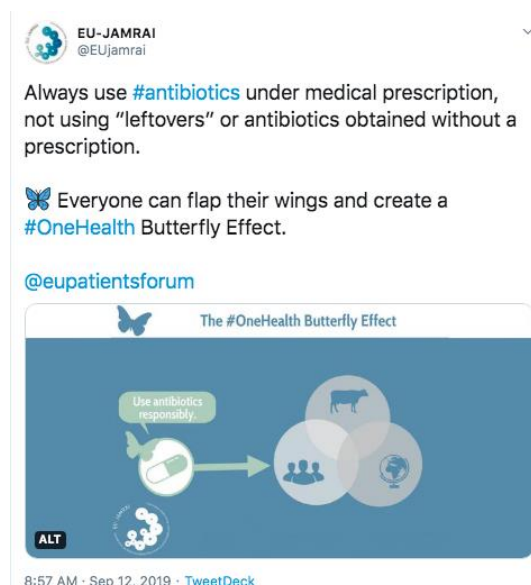 EU-JAMRAI
@EUjamrai
Always use #antibiotics under medical prescription,
not using “leftovers” or antibiotics obtained without a
prescription.
🦋 Everyone can flap their wings and create a
#OneHealth Butterfly Effect.
@eupatientsforum
The #OneHealth Butterfly Effect
Use antibiotics
responsibly.
EU-JAMRAI
ALT
8:57 AM · Sep 12, 2019 · TweetDeck